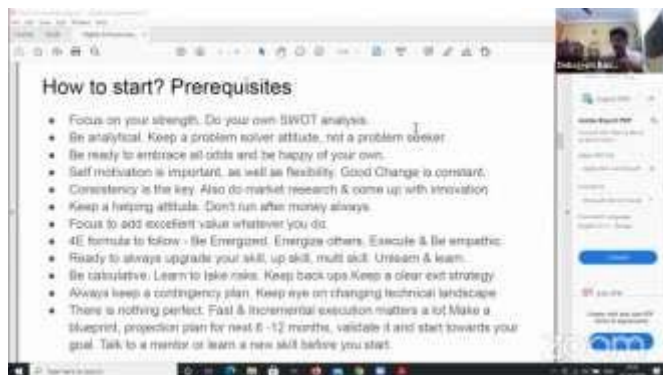 How to start? Prerequisites
● Focus on your strength. Do your own SWOT analysis.
● Be analytical. Keep a problem solver attitude, not a problem seeker
● Be ready to embrace all odds and be happy of your own.
● Self motivation is important, as well as flexibility. Good Change is constant.
● Consistency is the key. Also do market research & come up with innovation
● Keep a helping attitude. Don't run after money always.
● Focus to add excellent value whatever you do.
● 4E formula to follow - Be Energized. Energize others, Execute & Be empathic.
● Ready to always upgrade your skill, up skill, multi skill. Unlearn & learn.
● Be calculative. Learn to take risks. Keep back ups.Keep a clear exit strategy
● Always keep a contingency plan. Keep eye on changing technical landscape
● There is nothing perfect. Fast & Incremental execution matters a lot Make a
blueprint, projection plan for next 6 -12 months, validate it and start towards your
goal. Talk to a mentor or learn a new skill before you start.
zoom